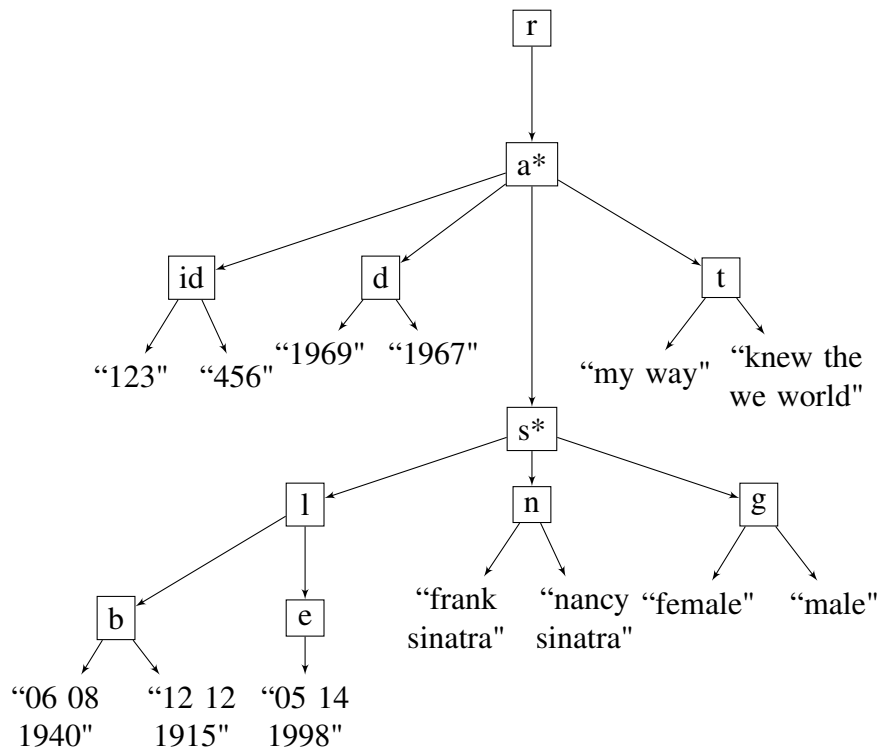 r
a*
id
d
t
“123"
“456"
“1969"
“1967"
“my way"
“knew the
we world"
s*
l
n
g
“frank
sinatra"
“nancy
sinatra"
“female"
“male"
b
e
“06 08
1940"
“12 12
1915"
“05 14
1998"